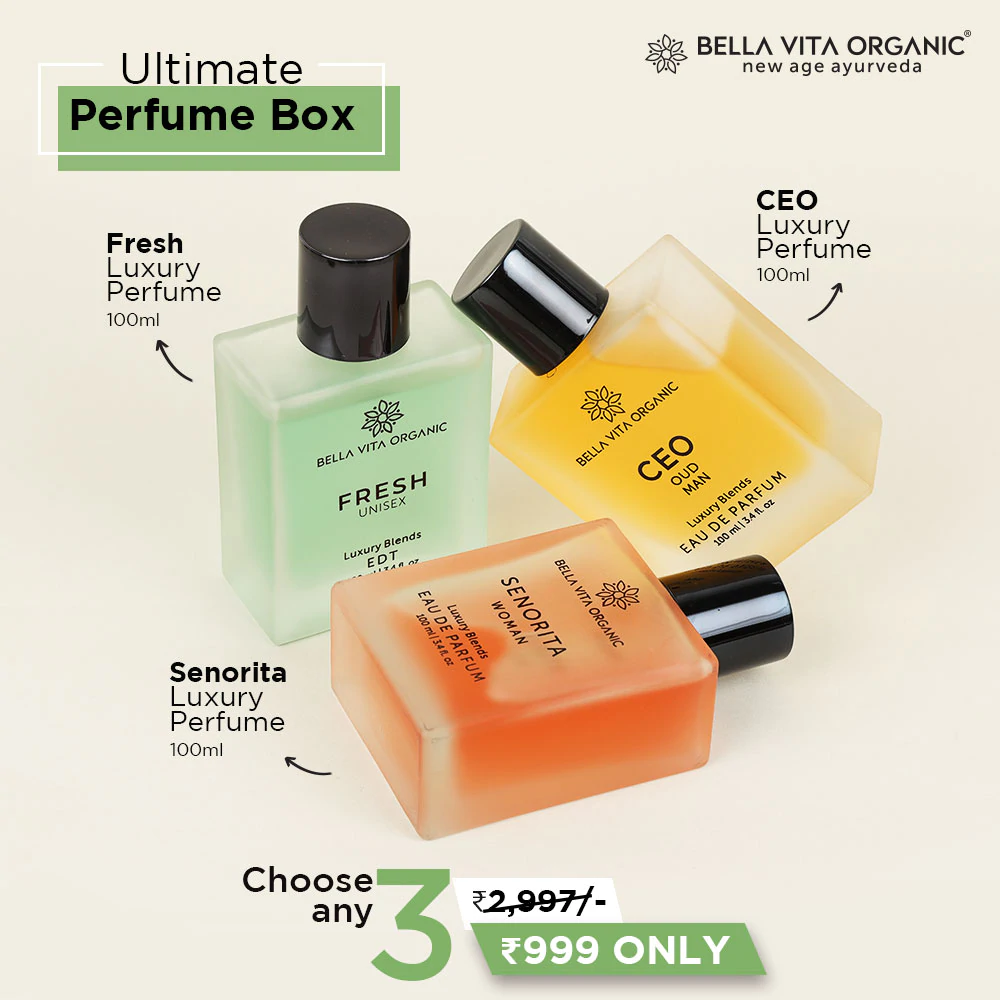 Ultimate
Perfume Box
BELLA VITA ORGANIC®
new age ayurveda
Fresh
Luxury
Perfume
100ml
CEO
Luxury
Perfume
100ml
BELLA VITA ORGANIC
FRESH
UNISEX
Luxury Blends
EDT
BELLA VITA ORGANIC
CEO
OUD
MAN
Luxury Blends
EAU DE PARFUM
100 ml | 3.4 fl. oz
BELLA VITA ORGANIC
SENORITA
WOMAN
Luxury Blends
EAU DE PARFUM
100 ml | 3.4 fl. oz
Senorita
Luxury
Perfume
100ml
Choose
any
3
₹2,997/-
₹999 ONLY